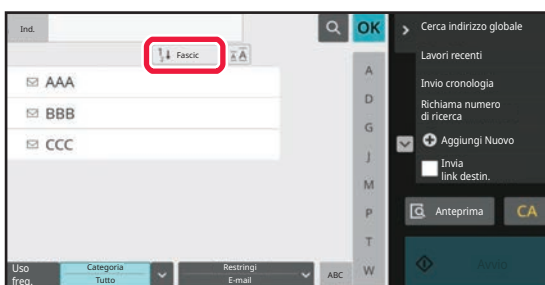 Ind.
OK
Fascic
AA
AAA
BBB
CCC
A
D
G
J
M
P
T
W
Uso
freq.
Categoria
Tutto
Restringi
E-mail
ABC
Cerca indirizzo globale
Lavori recenti
Invio cronologia
Richiama numero
di ricerca
Aggiungi Nuovo
Invia
link destin.
Anteprima
CA
Avvio